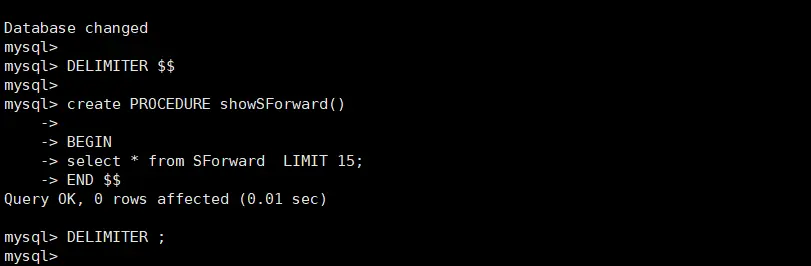 Database changed
mysql>
mysql> DELIMITER $$
mysql>
mysql> create PROCEDURE showSForward()
    ->
    -> BEGIN
    -> select * from SForward  LIMIT 15;
    -> END $$
Query OK, 0 rows affected (0.01 sec)

mysql> DELIMITER ;
mysql>